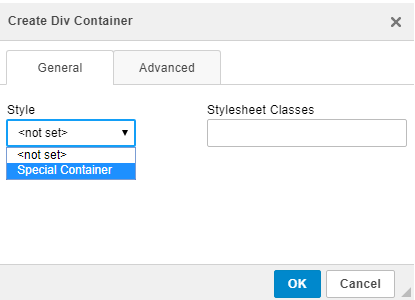 Create Div Container
General Advanced
Style Stylesheet Classes
<not set>
<not set>
Special Container
OK Cancel